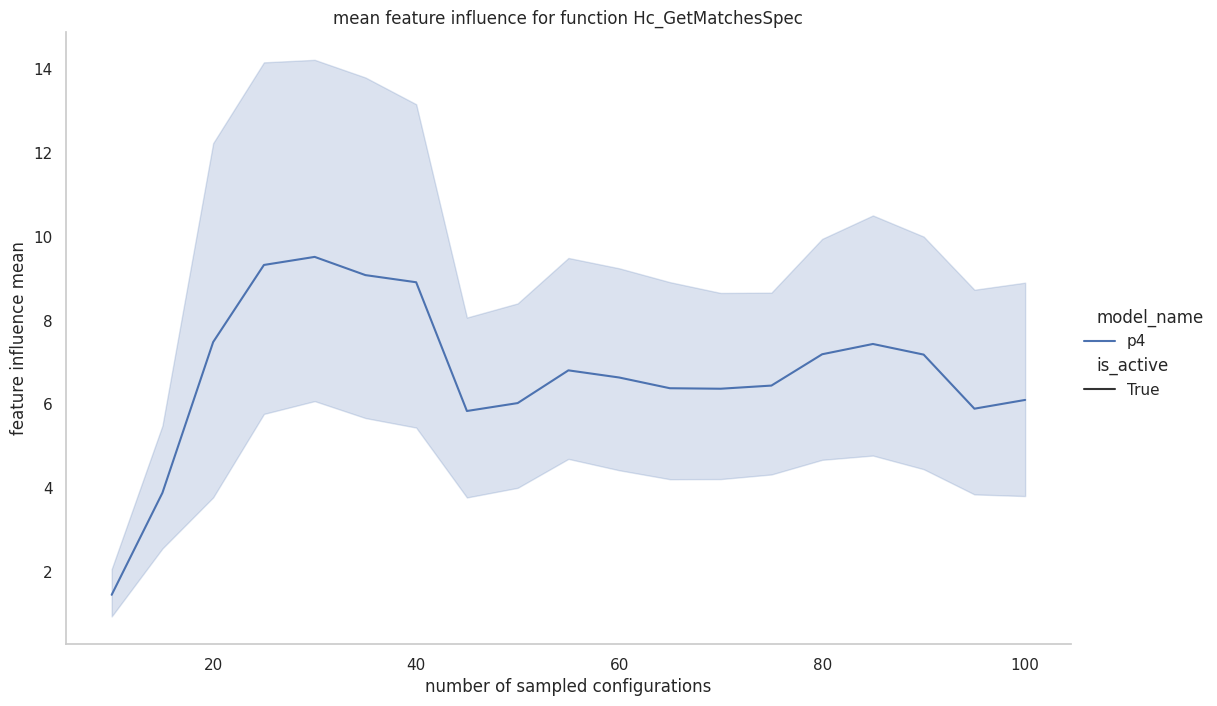 mean feature influence for function Hc_GetMatchesSpec
14
12
10
8
6
4
2
feature influence mean
20
40
60
80
100
number of sampled configurations
model_name
p4
is_active
True